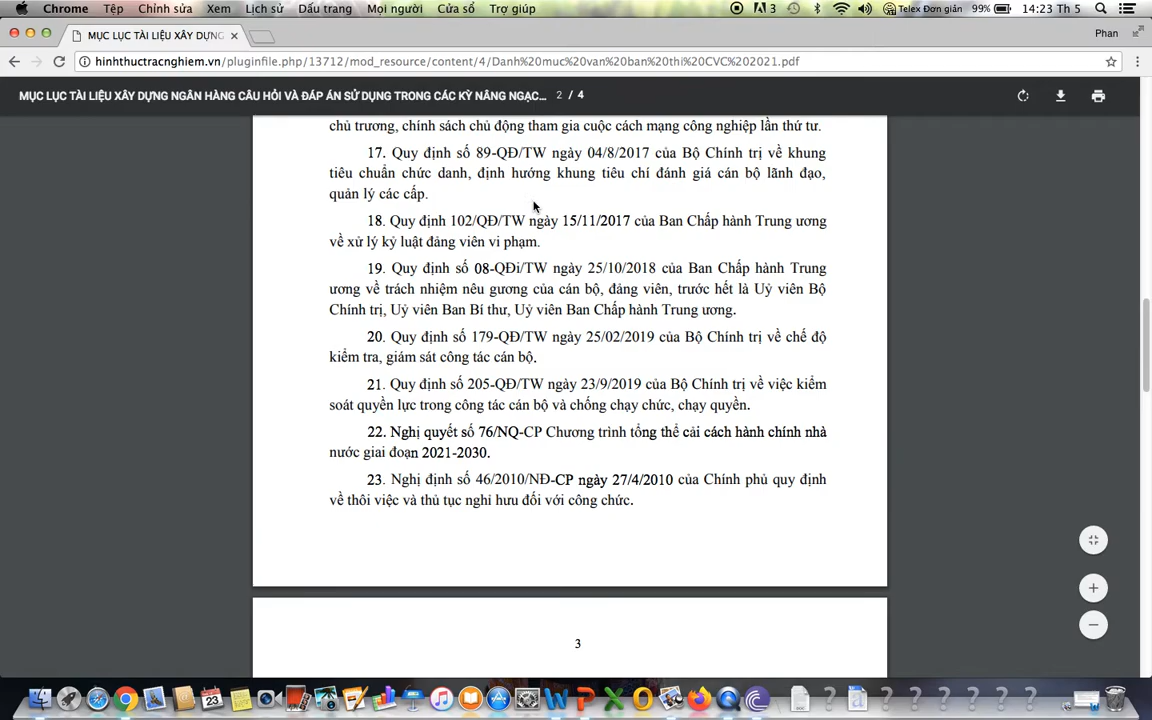 Chrome Tệp Chỉnh sửa Xem Lịch sử Dấu trang Mọi người Cửa sổ Trợ giúp 3 Telex Đơn giản 99% 14:23 Th 5
MỤC LỤC TÀI LIỆU XÂY DỰNG Phan
hinhthuctracnghiem.vn/pluginfile.php/13712/mod_resource/content/4/Danh%20muc%20van%20ban%20thi%20CVC%202021.pdf
MỤC LỤC TÀI LIỆU XÂY DỰNG NGÂN HÀNG CÂU HỎI VÀ ĐÁP ÁN SỬ DỤNG TRONG CÁC KỲ NÂNG NGẠC... 2 / 4
chủ trương, chính sách chủ động tham gia cuộc cách mạng công nghiệp lần thứ tư.
17. Quy định số 89-QĐ/TW ngày 04/8/2017 của Bộ Chính trị về khung
tiêu chuẩn chức danh, định hướng khung tiêu chí đánh giá cán bộ lãnh đạo,
quản lý các cấp.
18. Quy định 102/QĐ/TW ngày 15/11/2017 của Ban Chấp hành Trung ương
về xử lý kỷ luật đảng viên vi phạm.
19. Quy định số 08-QĐi/TW ngày 25/10/2018 của Ban Chấp hành Trung
ương về trách nhiệm nêu gương của cán bộ, đảng viên, trước hết là Uỷ viên Bộ
Chính trị, Uỷ viên Ban Bí thư, Uỷ viên Ban Chấp hành Trung ương.
20. Quy định số 179-QĐ/TW ngày 25/02/2019 của Bộ Chính trị về chế độ
kiểm tra, giám sát công tác cán bộ.
21. Quy định số 205-QĐ/TW ngày 23/9/2019 của Bộ Chính trị về việc kiểm
soát quyền lực trong công tác cán bộ và chống chạy chức, chạy quyền.
22. Nghị quyết số 76/NQ-CP Chương trình tổng thể cải cách hành chính nhà
nước giai đoạn 2021-2030.
23. Nghị định số 46/2010/NĐ-CP ngày 27/4/2010 của Chính phủ quy định
về thôi việc và thủ tục nghỉ hưu đối với công chức.
3